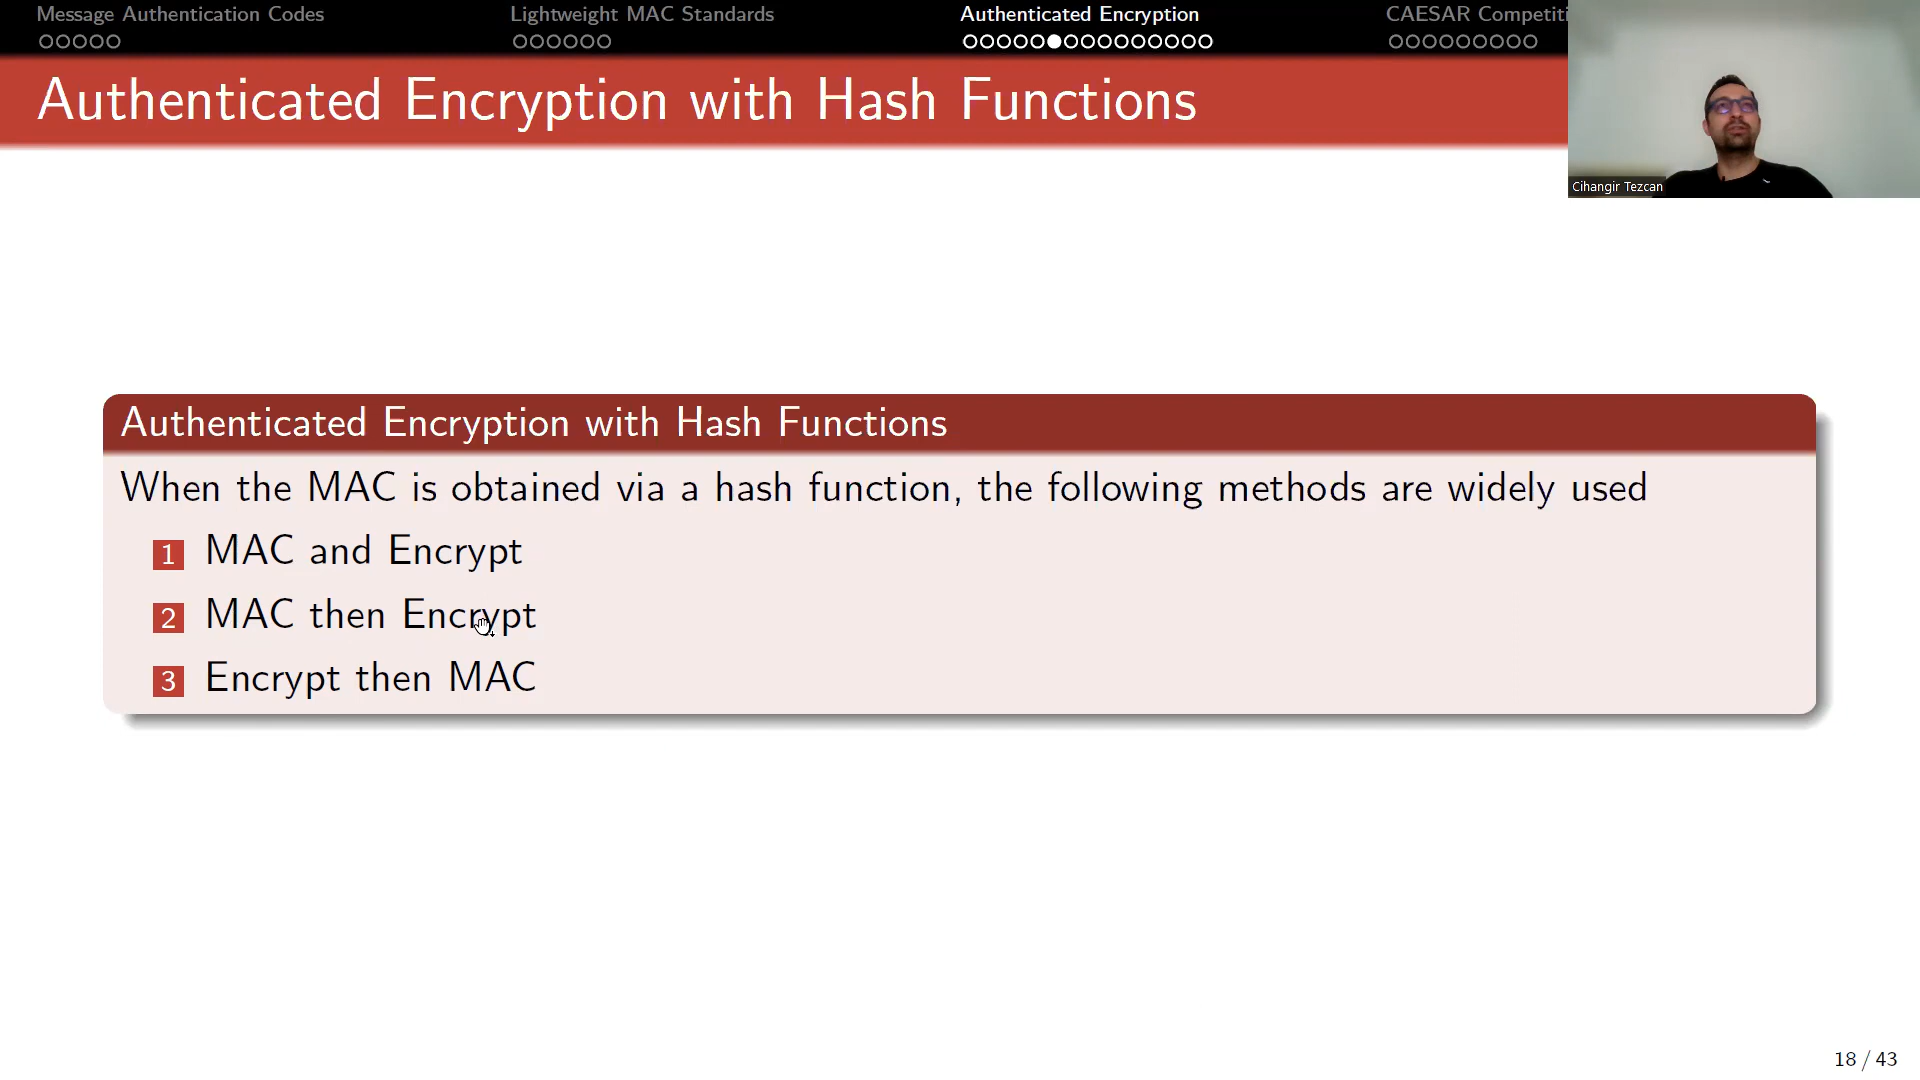 Message Authentication Codes
Lightweight MAC Standards
Authenticated Encryption
CAESAR Competiti
Authenticated Encryption with Hash Functions
Cihangir Tezcan
Authenticated Encryption with Hash Functions
When the MAC is obtained via a hash function, the following methods are widely used
1 MAC and Encrypt
2 MAC then Encrypt
3 Encrypt then MAC
18 / 43